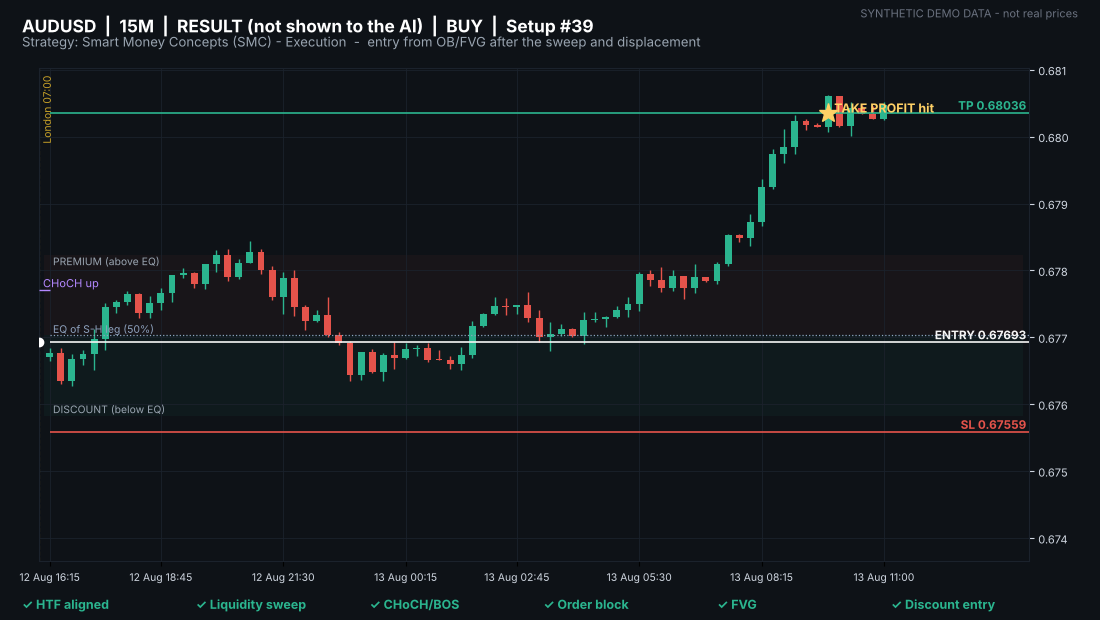 SYNTHETIC DEMO DATA - not real prices
AUDUSD | 15M | RESULT (not shown to the AI) | BUY | Setup #39
Strategy: Smart Money Concepts (SMC) - Execution - entry from OB/FVG after the sweep and displacement
London 07:00
0.681
TAKE PROFIT hit
TP 0.68036
0.680
0.679
PREMIUM (above EQ)
0.678
CHoCH up
EQ of S-H leg (50%)
ENTRY 0.67693
0.677
DISCOUNT (below EQ)
0.676
SL 0.67559
0.675
0.674
12 Aug 16:15 12 Aug 18:45 12 Aug 21:30 13 Aug 00:15 13 Aug 02:45 13 Aug 05:30 13 Aug 08:15 13 Aug 11:00
✓ HTF aligned ✓ Liquidity sweep ✓ CHoCH/BOS ✓ Order block ✓ FVG ✓ Discount entry